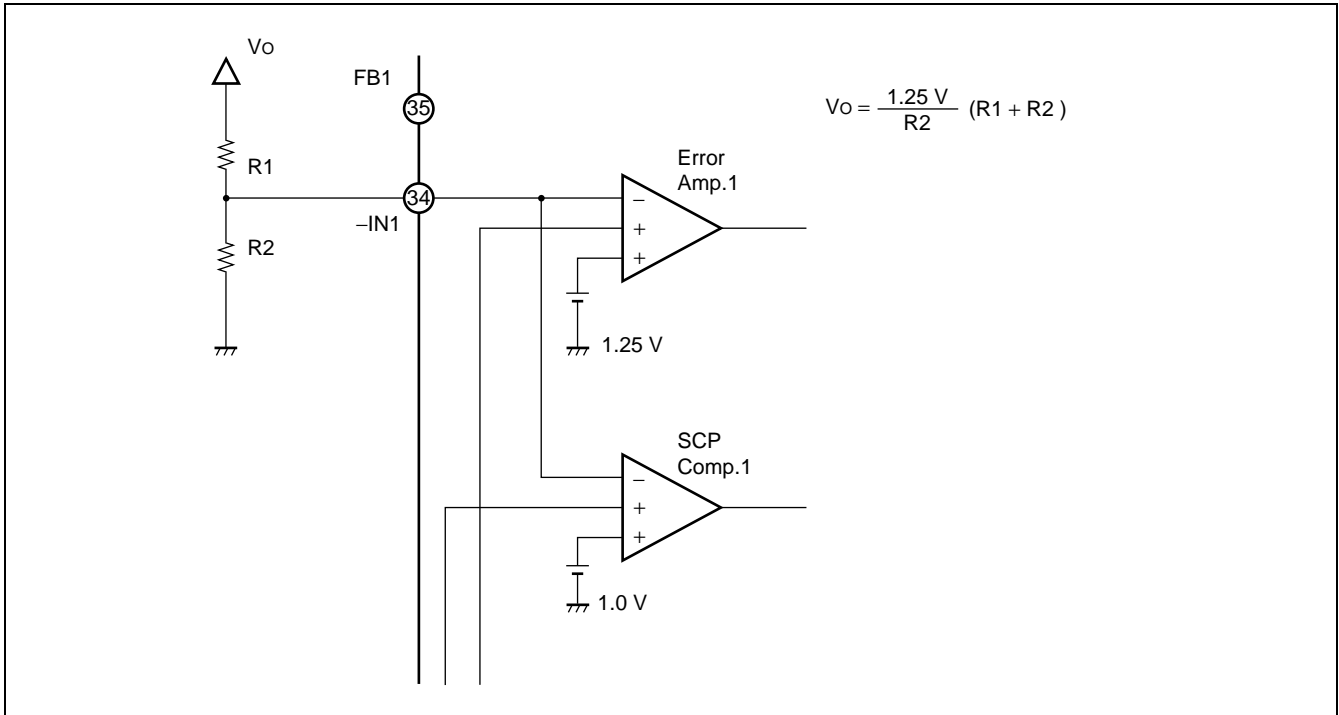 Vo
FB1
35
Vo = 1.25 V / R2 (R1 + R2 )
R1
Error
Amp.1
34
−
−IN1
+
R2
+
1.25 V
SCP
Comp.1
−
+
+
1.0 V